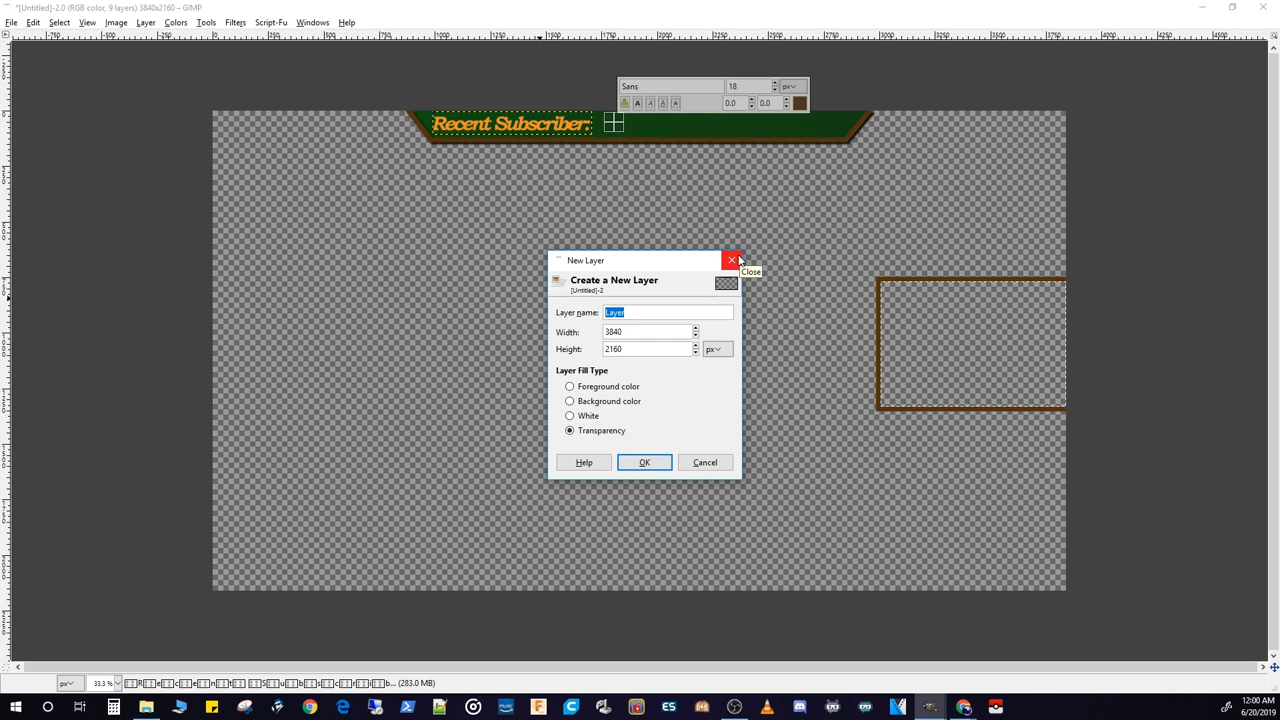 *[Untitled]-2.0 (RGB color, 9 layers) 3840x2160 – GIMP
File Edit Select View Image Layer Colors Tools Filters Script-Fu Windows Help
Sans 18 px
0.0 0.0
Recent Subscriber:
New Layer
Close
Create a New Layer
[Untitled]-2
Layer name: Layer
Width: 3840
Height: 2160 px
Layer Fill Type
Foreground color
Background color
White
Transparency
Help OK Cancel
px 33.3 % (283.0 MB)
12:00 AM
6/20/2019